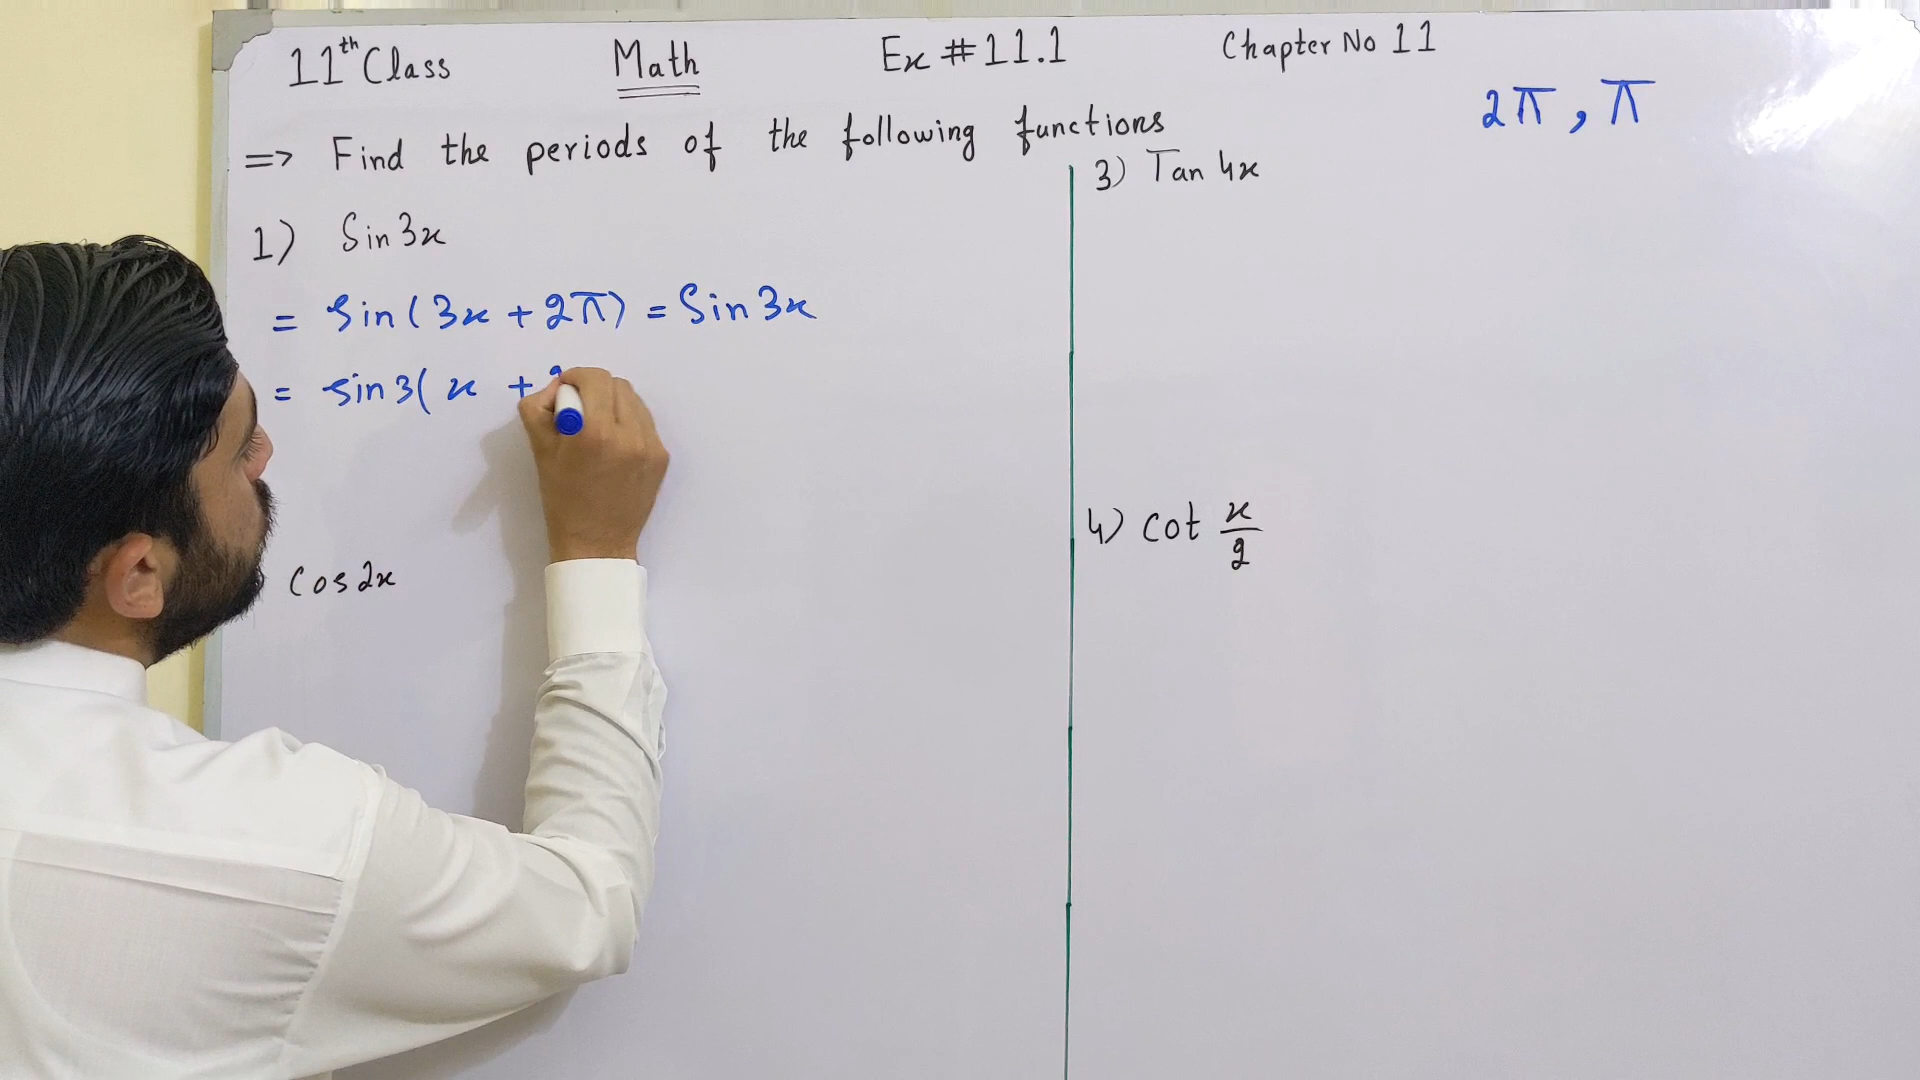 11th Class Math Ex # 11.1 Chapter No 11
2π, π
=> Find the periods of the following functions
1) Sin 3x
= Sin(3x + 2π) = Sin 3x
= Sin 3( x +
Cos 2x
3) Tan 4x
4) Cot x/2